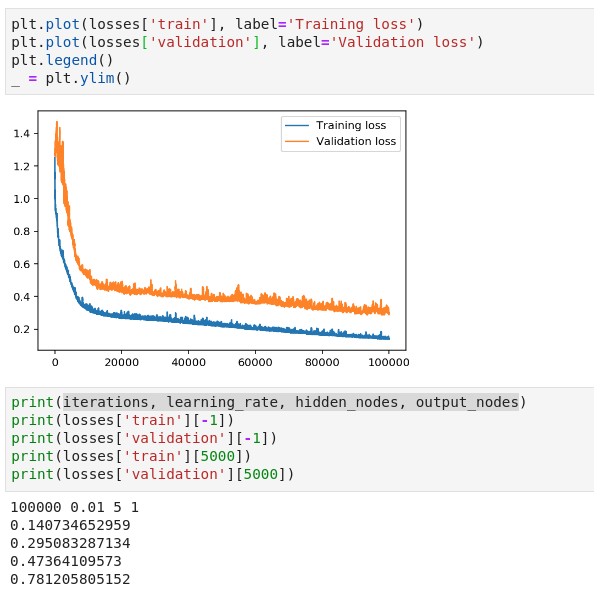 plt.plot(losses['train'], label='Training loss')
plt.plot(losses['validation'], label='Validation loss')
plt.legend()
_ = plt.ylim()
Training loss
Validation loss
1.4
1.2
1.0
0.8
0.6
0.4
0.2
0 20000 40000 60000 80000 100000
print(iterations, learning_rate, hidden_nodes, output_nodes)
print(losses['train'][-1])
print(losses['validation'][-1])
print(losses['train'][5000])
print(losses['validation'][5000])
100000 0.01 5 1
0.140734652959
0.295083287134
0.47364109573
0.781205805152